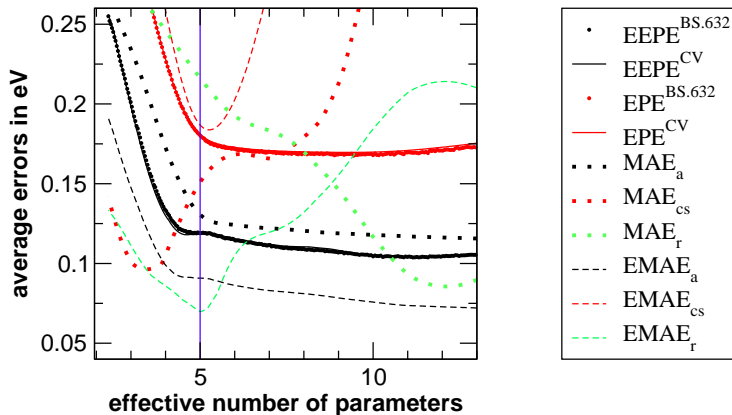 0.25
0.2
0.15
0.1
0.05
average errors in eV
5
10
effective number of parameters
EEPE^BS.632
EEPE^CV
EPE^BS.632
EPE^CV
MAE_a
MAE_cs
MAE_r
EMAE_a
EMAE_cs
EMAE_r